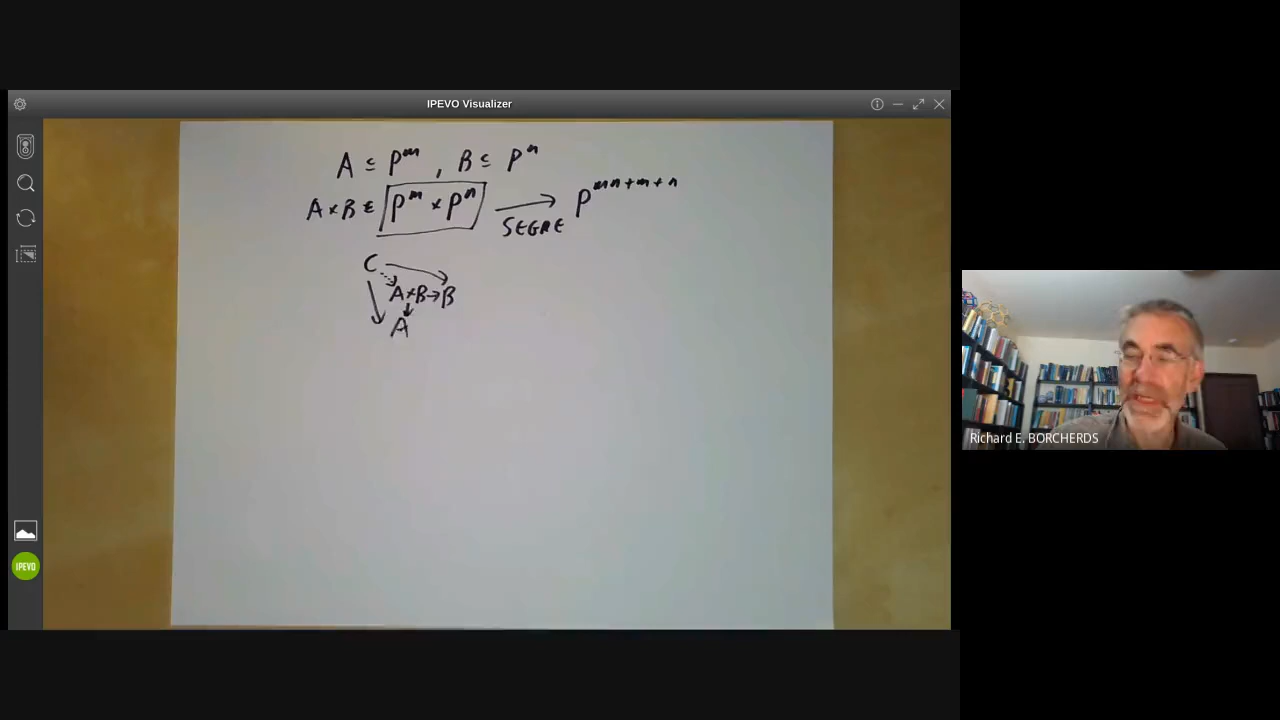 IPEVO Visualizer
A ⊆ P^m , B ⊆ P^n
A × B ⊆ P^m × P^n → P^{mn+m+n}
SEGRE
C
A×B→B
A
Richard E. BORCHERDS
IPEVO